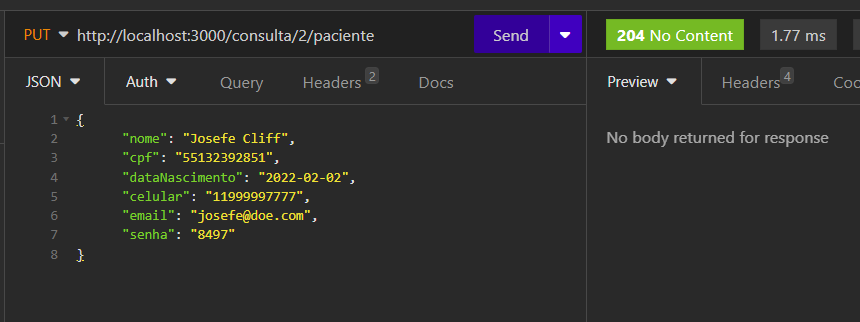 PUT http://localhost:3000/consulta/2/paciente Send 204 No Content 1.77 ms
JSON Auth Query Headers 2 Docs Preview Headers 4 Coo
1 {
2 "nome": "Josefe Cliff",
3 "cpf": "55132392851",
4 "dataNascimento": "2022-02-02",
5 "celular": "11999997777",
6 "email": "josefe@doe.com",
7 "senha": "8497"
8 }
No body returned for response